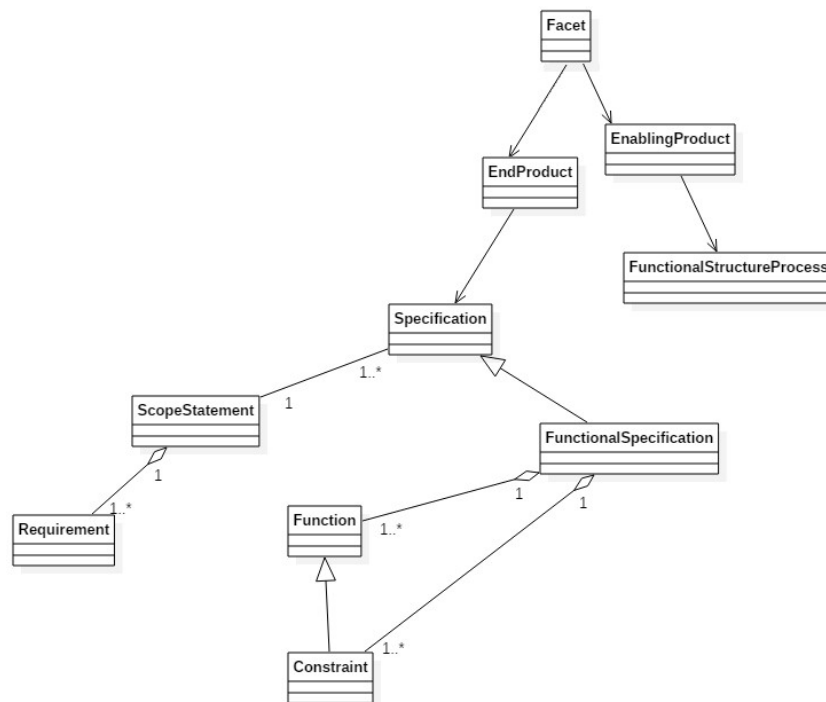 Facet
EnablingProduct
EndProduct
FunctionalStructureProcess
Specification
1..*
1
ScopeStatement
FunctionalSpecification
1
1
1
1..*
Requirement
Function
1..*
1..*
Constraint